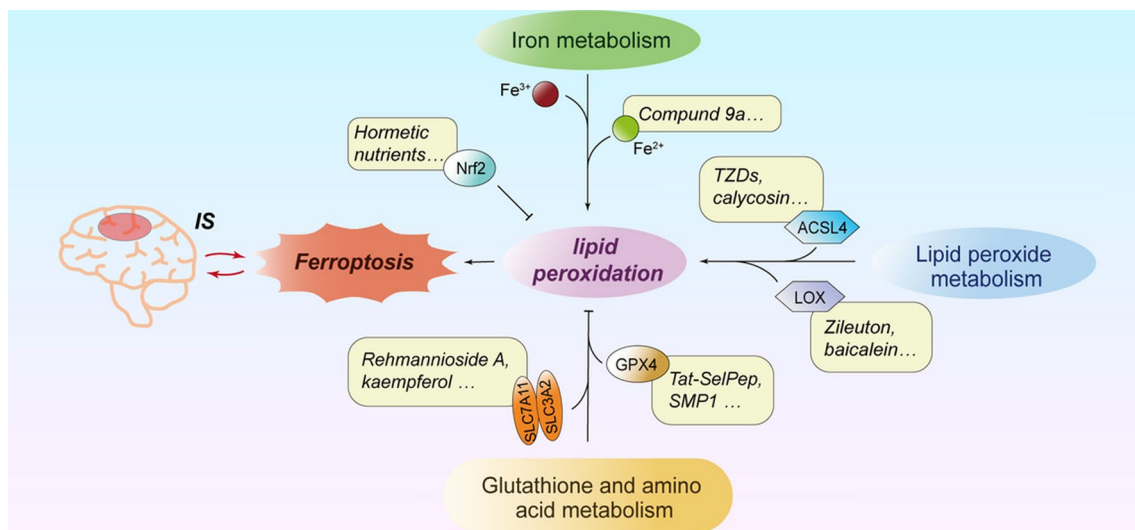 Iron metabolism
Fe³⁺
Compund 9a...
Fe²⁺
Hormetic
nutrients...
Nrf2
TZDs,
calycosin...
ACSL4
IS
Ferroptosis
lipid
peroxidation
Lipid peroxide
metabolism
LOX
Zileuton,
baicalein...
Rehmannioside A,
kaempferol ...
SLC7A11
SLC3A2
GPX4
Tat-SelPep,
SMP1 ...
Glutathione and amino
acid metabolism